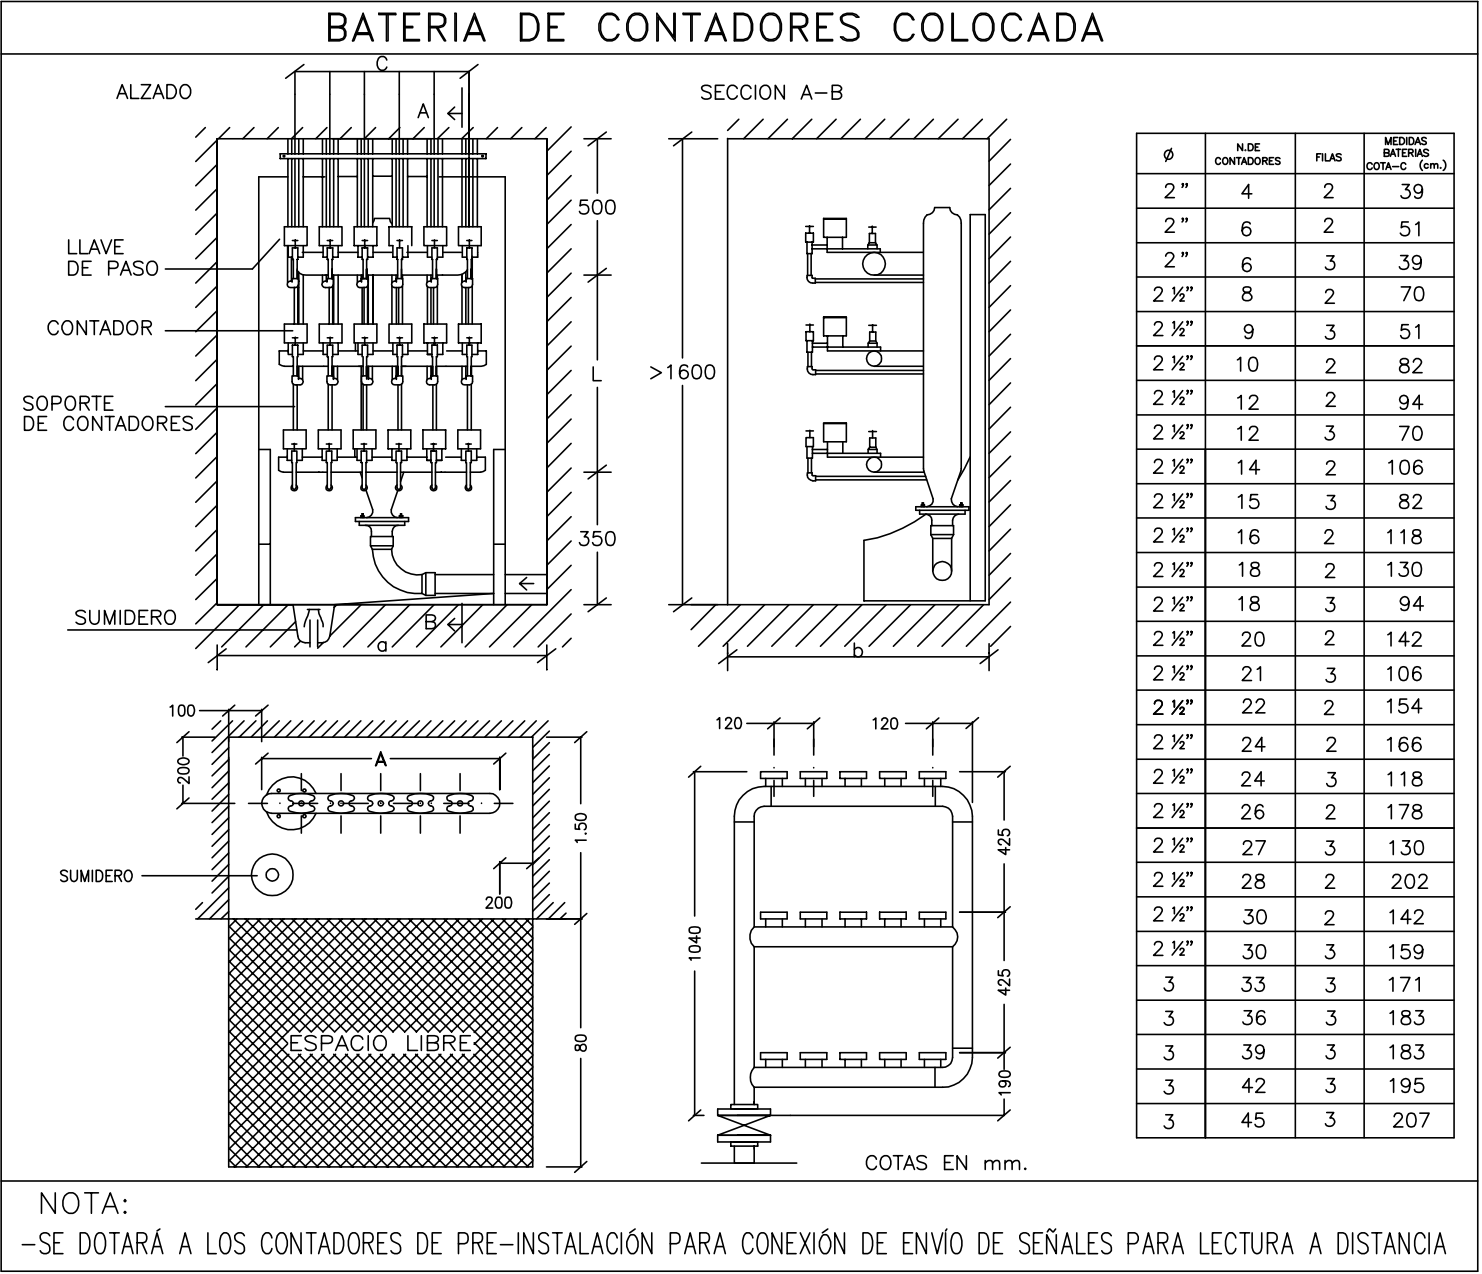 BATERIA DE CONTADORES COLOCADA
ALZADO
C
A
500
LLAVE
DE PASO
CONTADOR
L
SOPORTE
DE CONTADORES
350
SUMIDERO
B
a
SECCION A-B
>1600
b
100
200
A
1.50
SUMIDERO
200
ESPACIO LIBRE
80
120 120
1040
425
425
190
COTAS EN mm.
Ø N.DE CONTADORES FILAS MEDIDAS BATERIAS COTA-C (cm.)
2" 4 2 39
2" 6 2 51
2" 6 3 39
2 ½" 8 2 70
2 ½" 9 3 51
2 ½" 10 2 82
2 ½" 12 2 94
2 ½" 12 3 70
2 ½" 14 2 106
2 ½" 15 3 82
2 ½" 16 2 118
2 ½" 18 2 130
2 ½" 18 3 94
2 ½" 20 2 142
2 ½" 21 3 106
2 ½" 22 2 154
2 ½" 24 2 166
2 ½" 24 3 118
2 ½" 26 2 178
2 ½" 27 3 130
2 ½" 28 2 202
2 ½" 30 2 142
2 ½" 30 3 159
3 33 3 171
3 36 3 183
3 39 3 183
3 42 3 195
3 45 3 207
NOTA:
-SE DOTARÁ A LOS CONTADORES DE PRE-INSTALACIÓN PARA CONEXIÓN DE ENVÍO DE SEÑALES PARA LECTURA A DISTANCIA